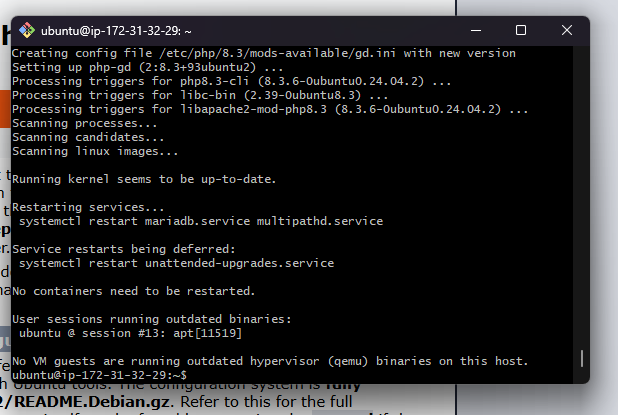 ubuntu@ip-172-31-32-29: ~
Creating config file /etc/php/8.3/mods-available/gd.ini with new version
Setting up php-gd (2:8.3+93ubuntu2) ...
Processing triggers for php8.3-cli (8.3.6-0ubuntu0.24.04.2) ...
Processing triggers for libc-bin (2.39-0ubuntu8.3) ...
Processing triggers for libapache2-mod-php8.3 (8.3.6-0ubuntu0.24.04.2) ...
Scanning processes...
Scanning candidates...
Scanning linux images...
Running kernel seems to be up-to-date.
Restarting services...
systemctl restart mariadb.service multipathd.service
Service restarts being deferred:
systemctl restart unattended-upgrades.service
No containers need to be restarted.
User sessions running outdated binaries:
ubuntu @ session #13: apt[11519]
No VM guests are running outdated hypervisor (qemu) binaries on this host.
ubuntu@ip-172-31-32-29:~$
Ubuntu tools. The configuration system is fully
2/README.Debian.gz. Refer to this for the full